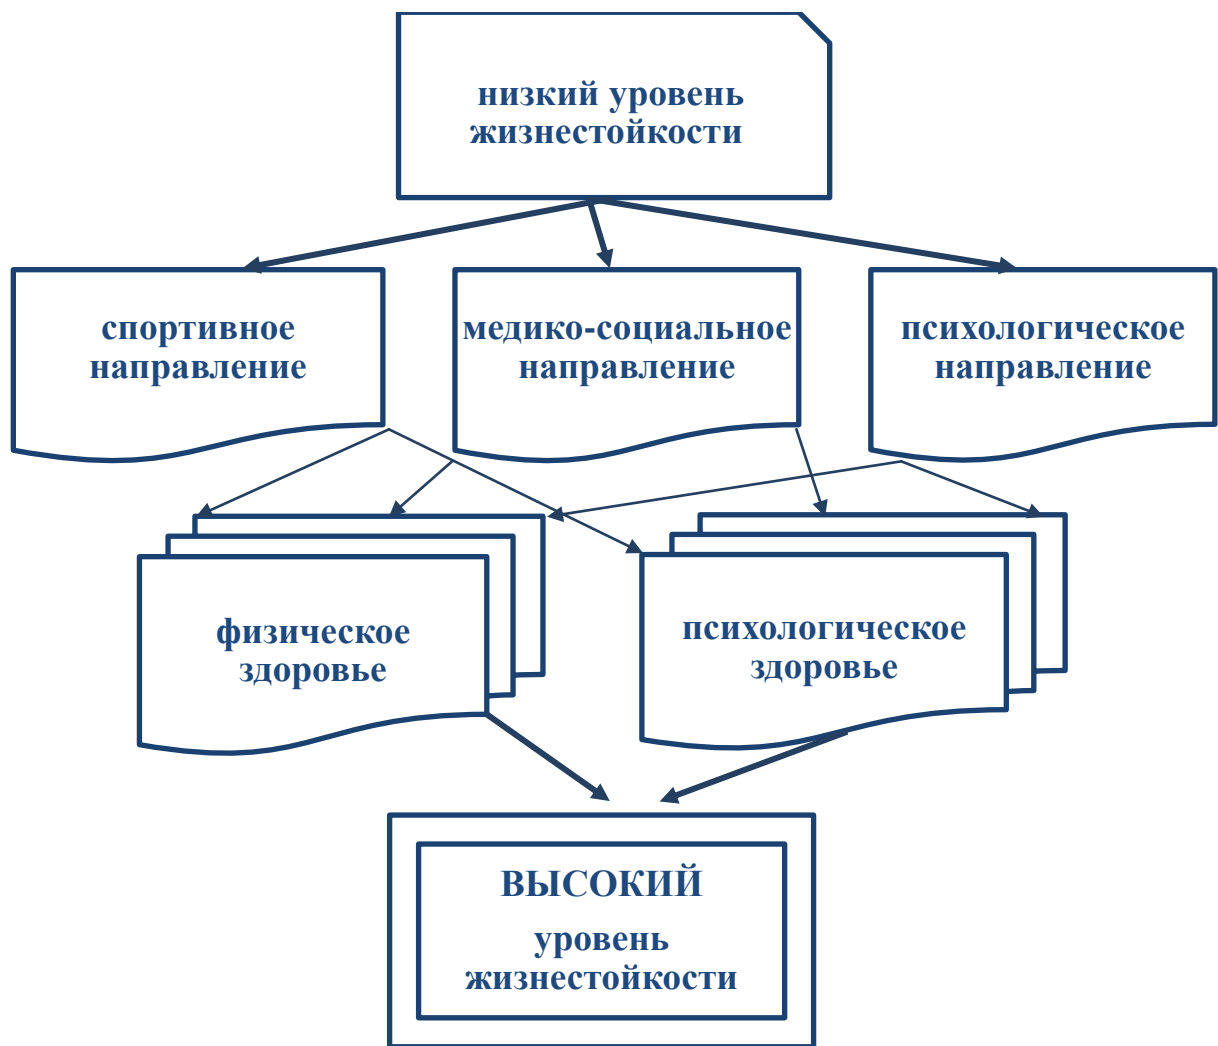 низкий уровень
жизнестойкости
спортивное
направление
медико-социальное
направление
психологическое
направление
физическое
здоровье
психологическое
здоровье
ВЫСОКИЙ
уровень
жизнестойкости